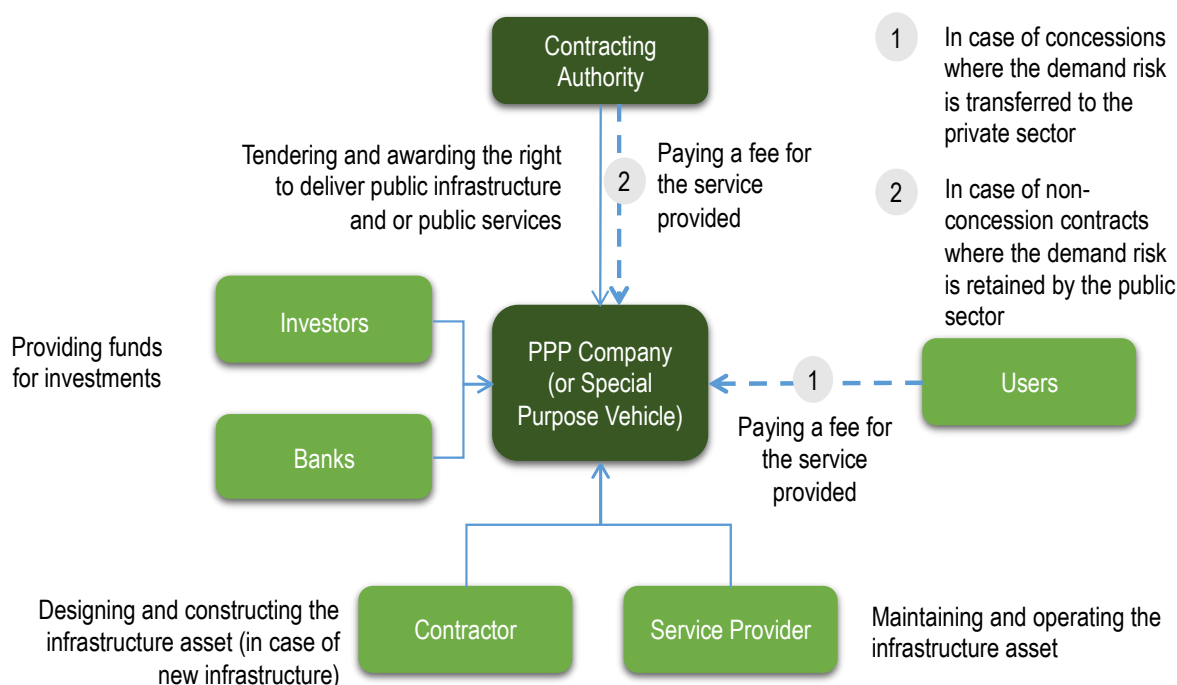 Contracting
Authority
1
In case of concessions
where the demand risk
is transferred to the
private sector
Tendering and awarding the right
to deliver public infrastructure
and or public services
2
Paying a fee for
the service
provided
2
In case of non-
concession contracts
where the demand risk
is retained by the public
sector
Providing funds
for investments
Investors
Banks
PPP Company
(or Special
Purpose Vehicle)
1
Paying a fee for
the service
provided
Users
Designing and constructing the
infrastructure asset (in case of
new infrastructure)
Contractor
Service Provider
Maintaining and operating the
infrastructure asset